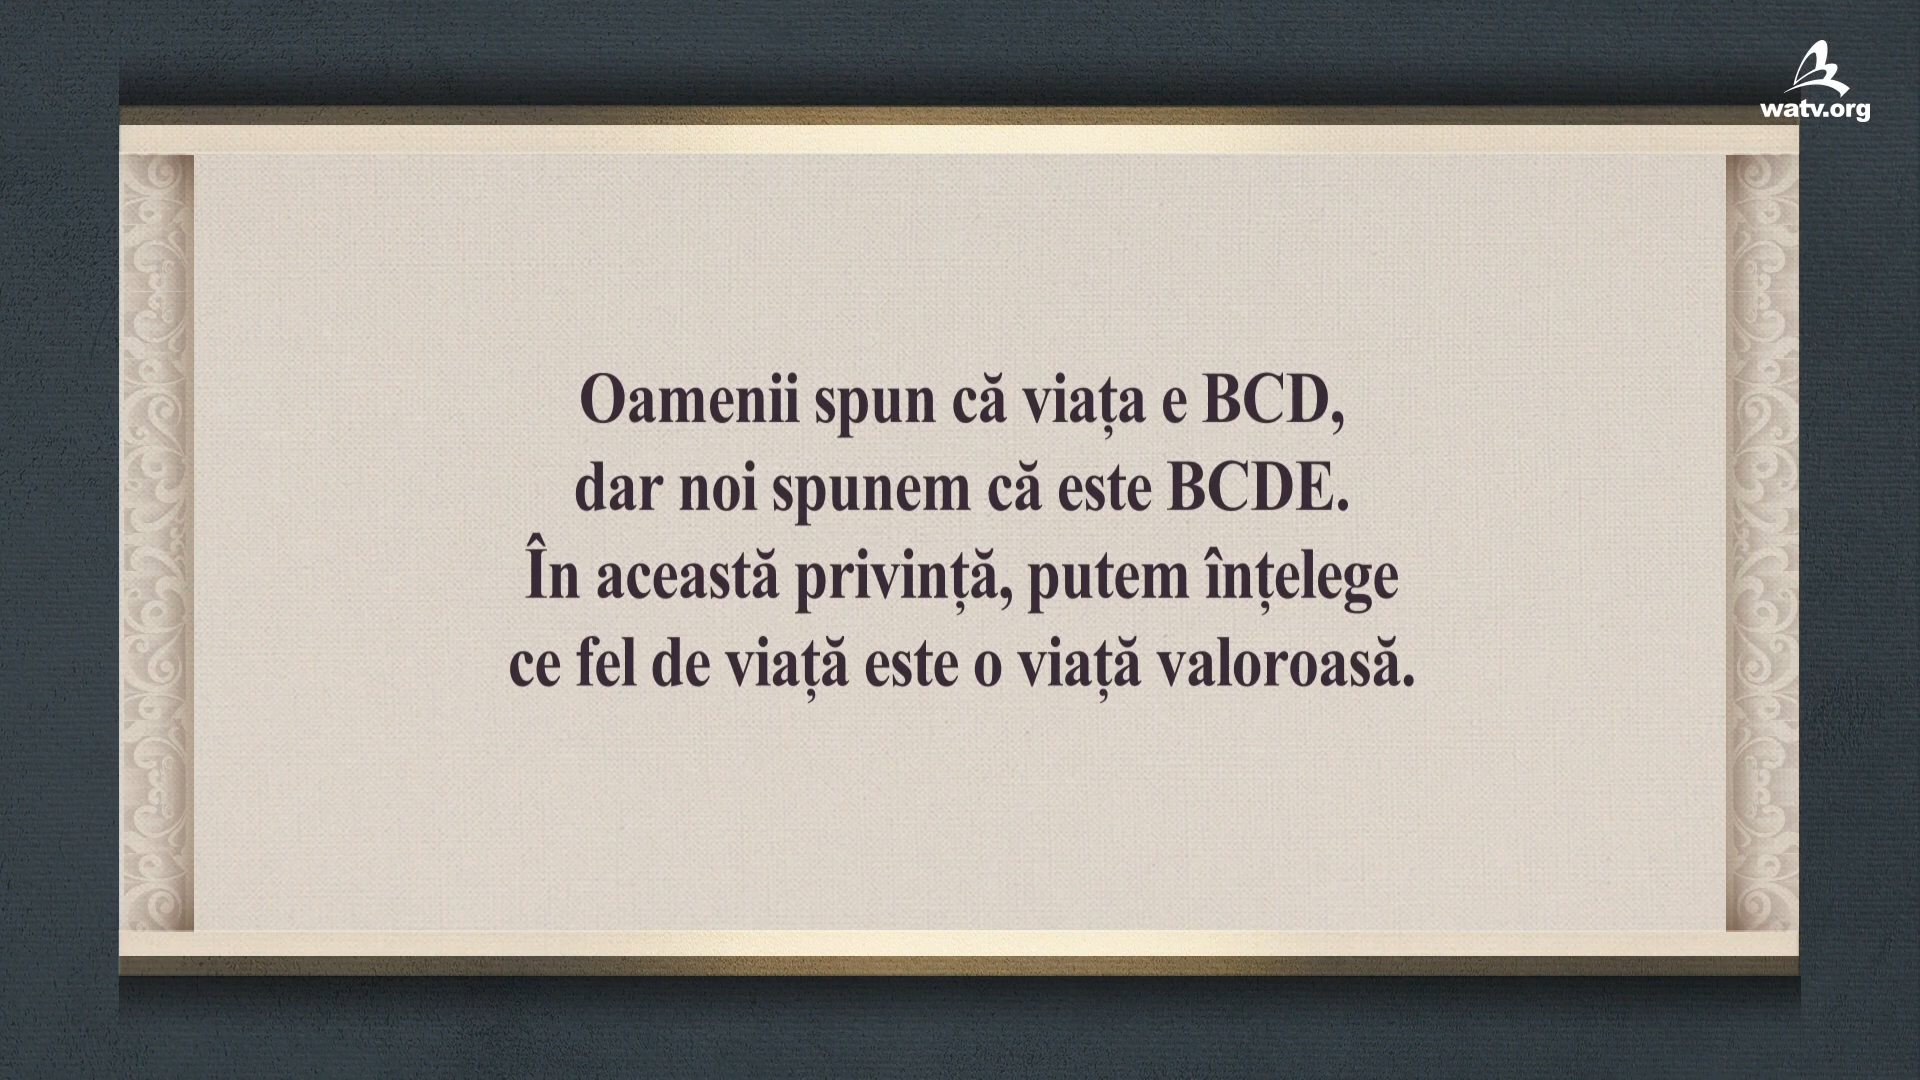 watv.org
Oamenii spun că viața e BCD,
dar noi spunem că este BCDE.
În această privință, putem înțelege
ce fel de viață este o viață valoroasă.